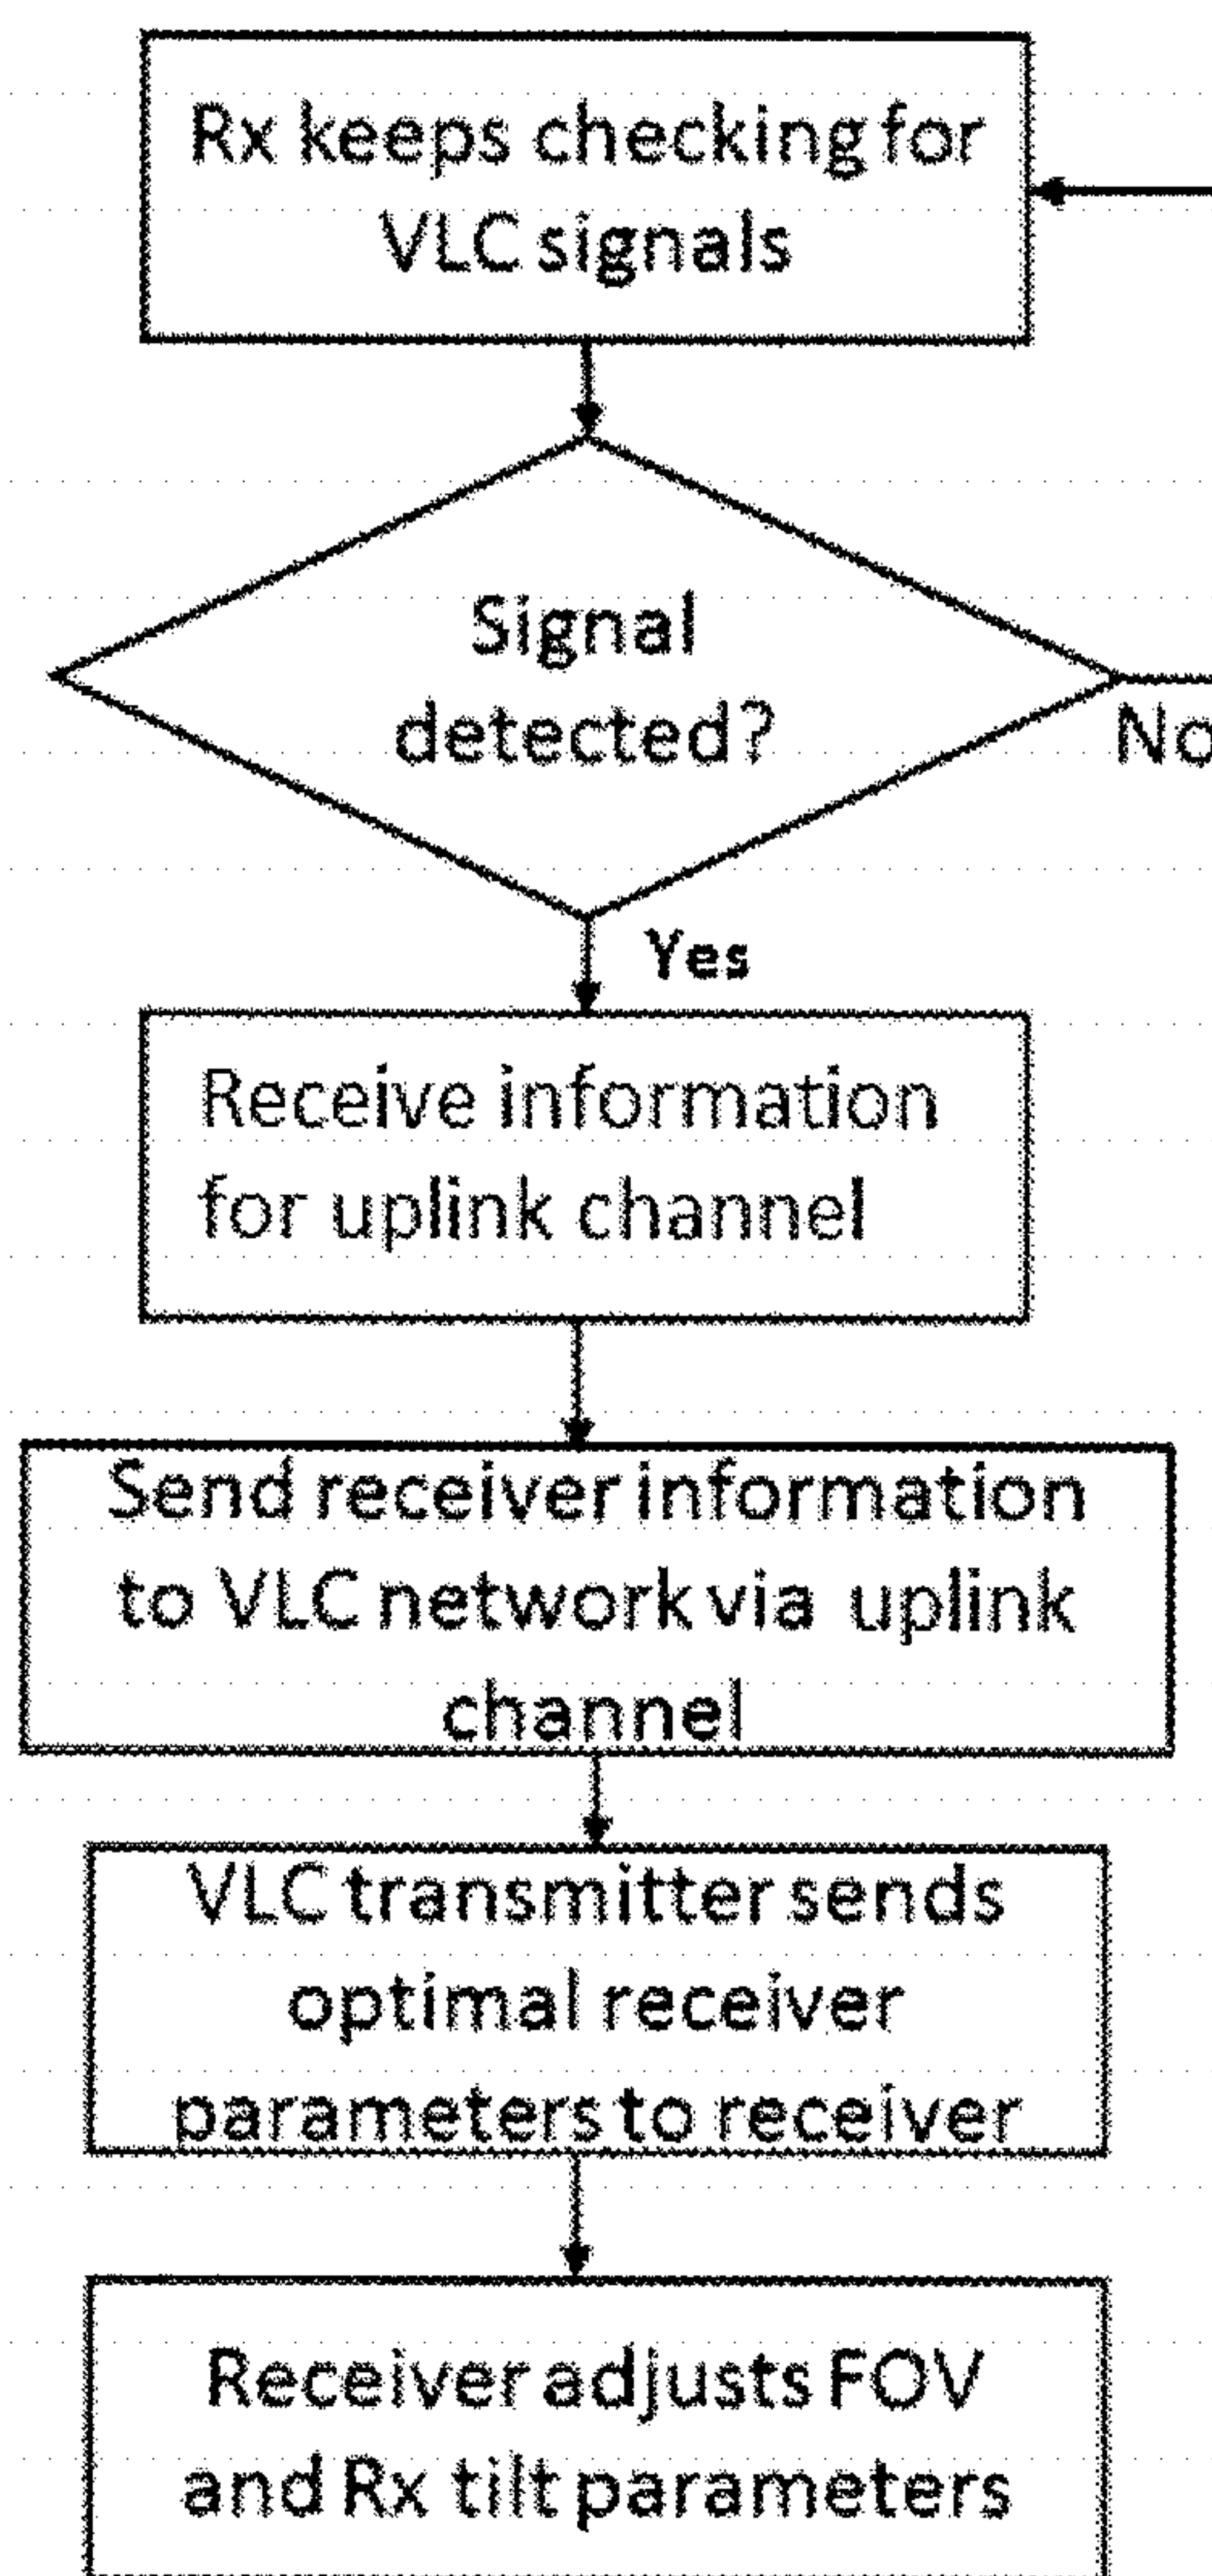 Rx keeps checking for
VLC signals
Signal
detected?
No
Yes
Receive information
for uplink channel
Send receiver information
to VLC network via uplink
channel
VLC transmitter sends
optimal receiver
parameters to receiver
Receiver adjusts FOV
and Rx tilt parameters